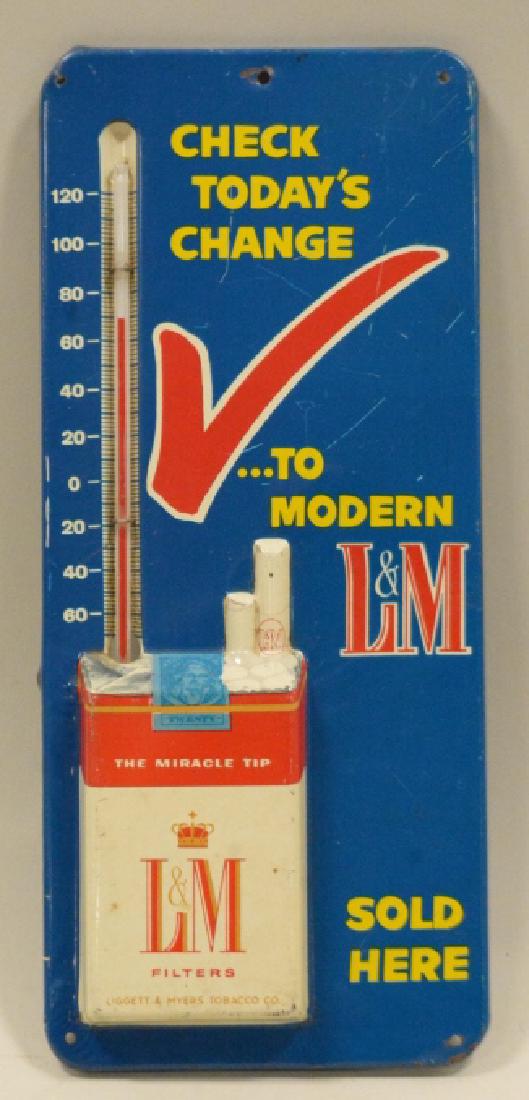 CHECK
TODAY'S
CHANGE
120
100
80
60
40
20
0
20
40
60
...TO
MODERN
L&M
THE MIRACLE TIP
L&M
FILTERS
LIGGETT & MYERS TOBACCO CO.
SOLD
HERE